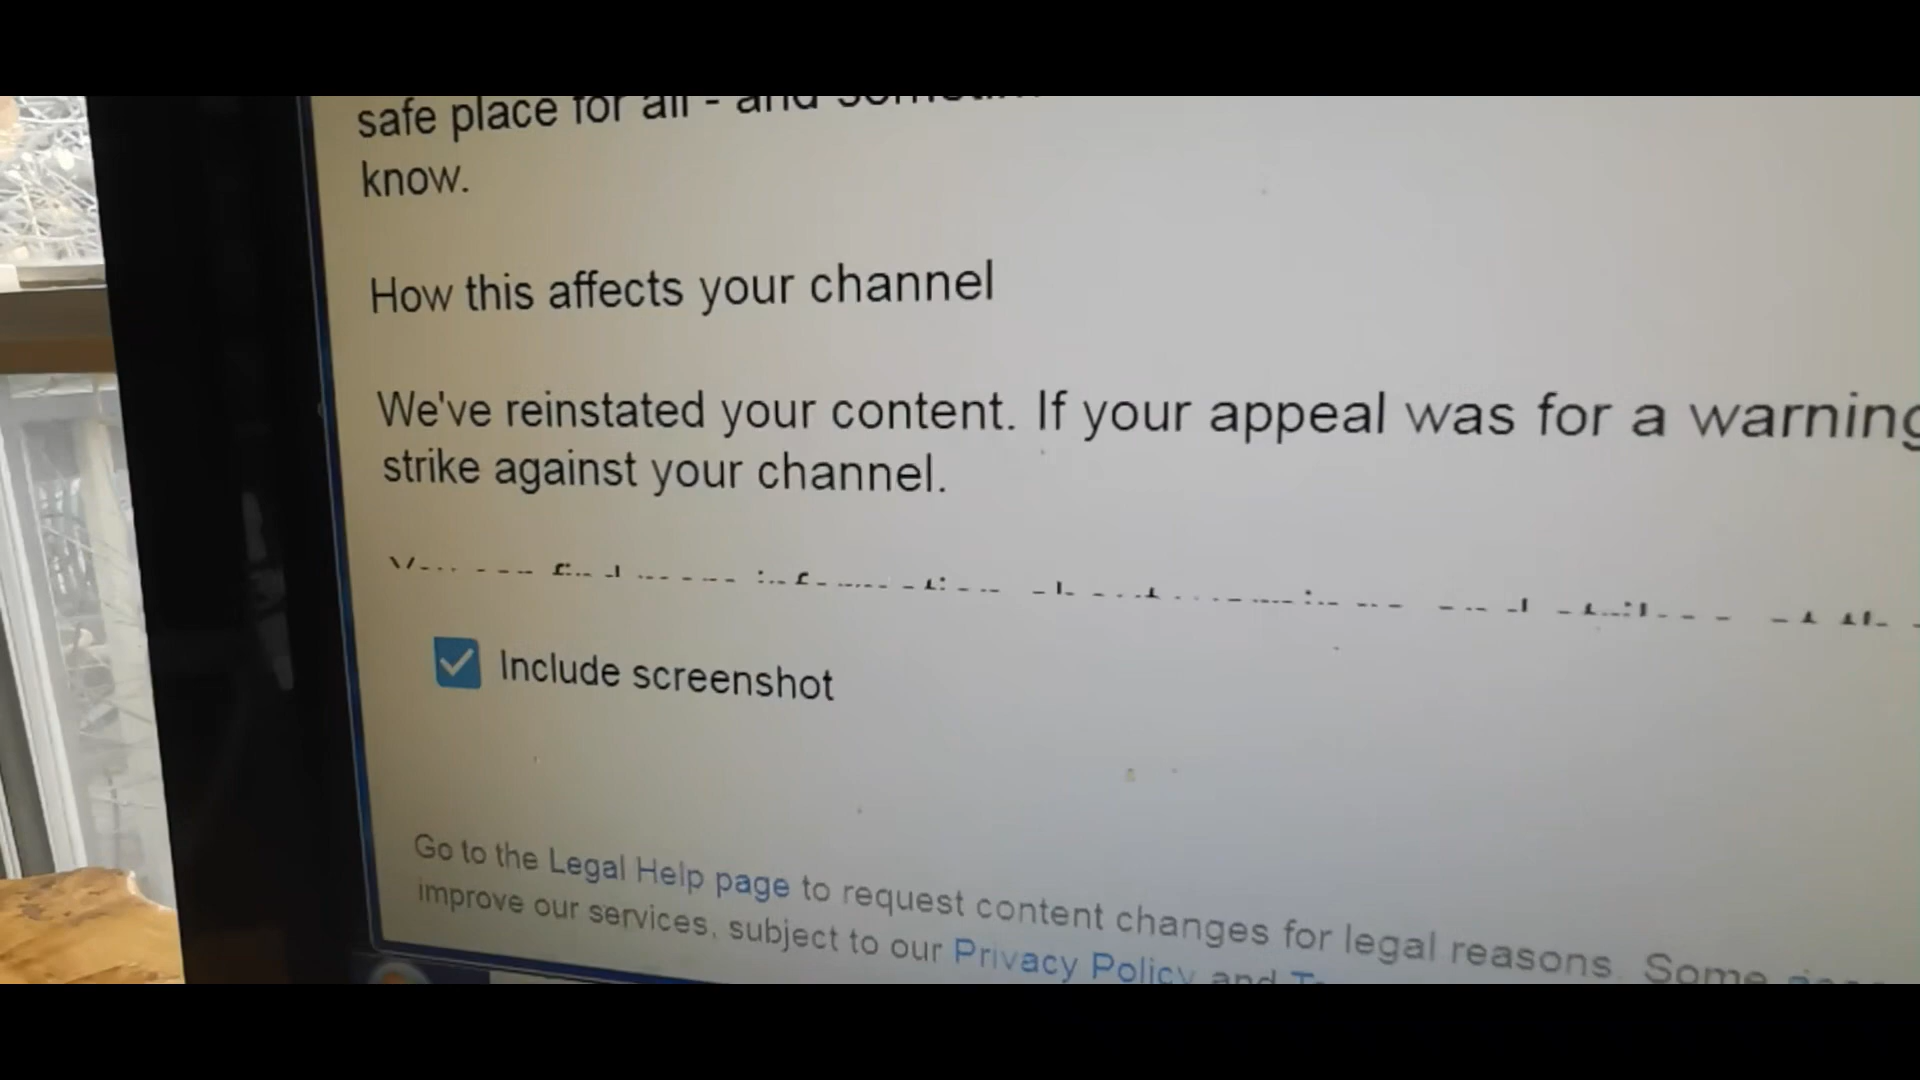 safe place for all - and
know.
How this affects your channel
We've reinstated your content. If your appeal was for a warning
strike against your channel.
Include screenshot
Go to the Legal Help page to request content changes for legal reasons. Some
improve our services, subject to our Privacy Policy and